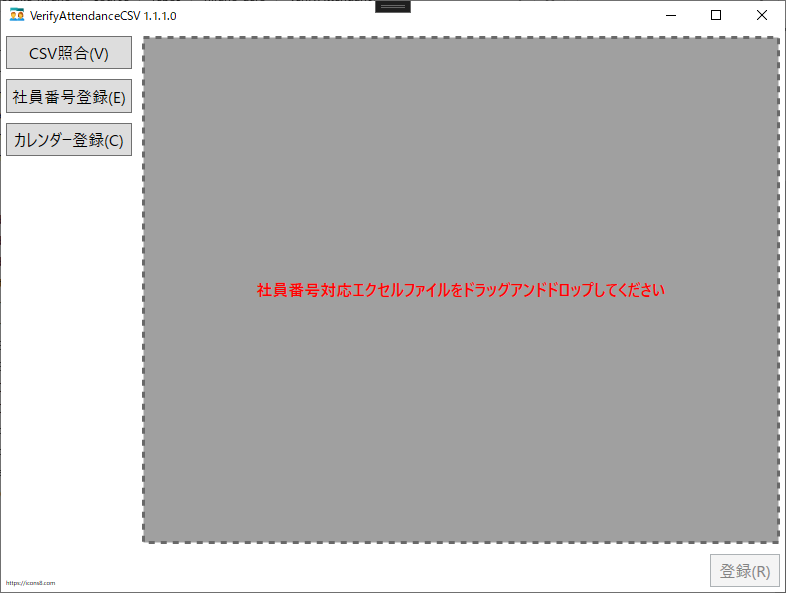 VerifyAttendanceCSV 1.1.1.0
CSV照合(V)
社員番号登録(E)
カレンダー登録(C)
社員番号対応エクセルファイルをドラッグアンドドロップしてください
登録(R)
https://icons8.com